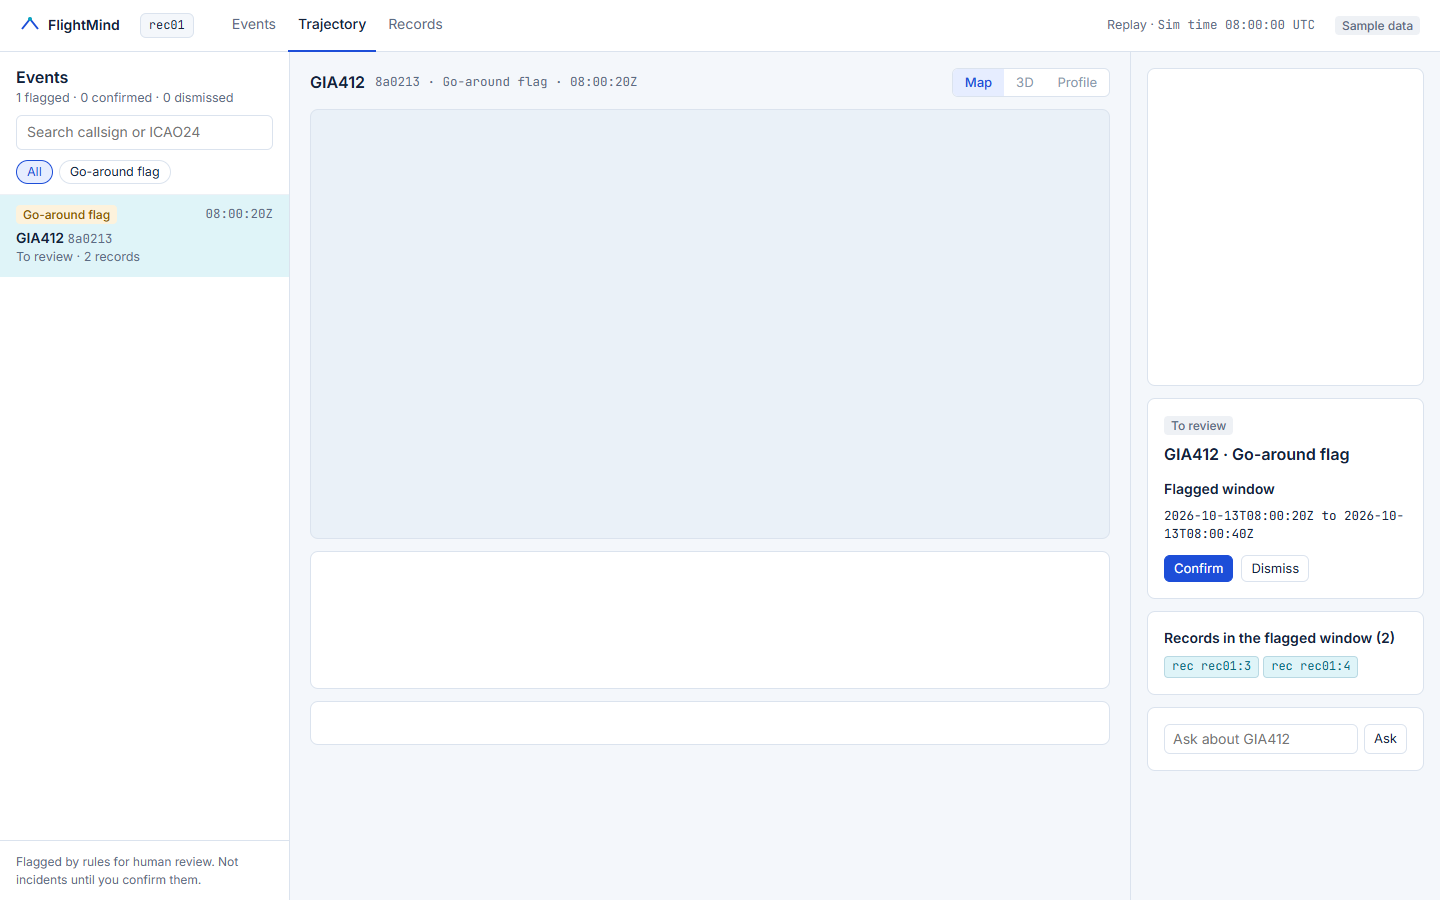 FlightMind
rec01
Events
Trajectory
Records
Replay · Sim time 08:00:00 UTC
Sample data
Events
1 flagged · 0 confirmed · 0 dismissed
Search callsign or ICAO24
All
Go-around flag
Go-around flag
08:00:20Z
GIA412 8a0213
To review · 2 records
Flagged by rules for human review. Not
incidents until you confirm them.
GIA412 8a0213 · Go-around flag · 08:00:20Z
Map
3D
Profile
To review
GIA412 · Go-around flag
Flagged window
2026-10-13T08:00:20Z to 2026-10-
13T08:00:40Z
Confirm
Dismiss
Records in the flagged window (2)
rec rec01:3
rec rec01:4
Ask about GIA412
Ask